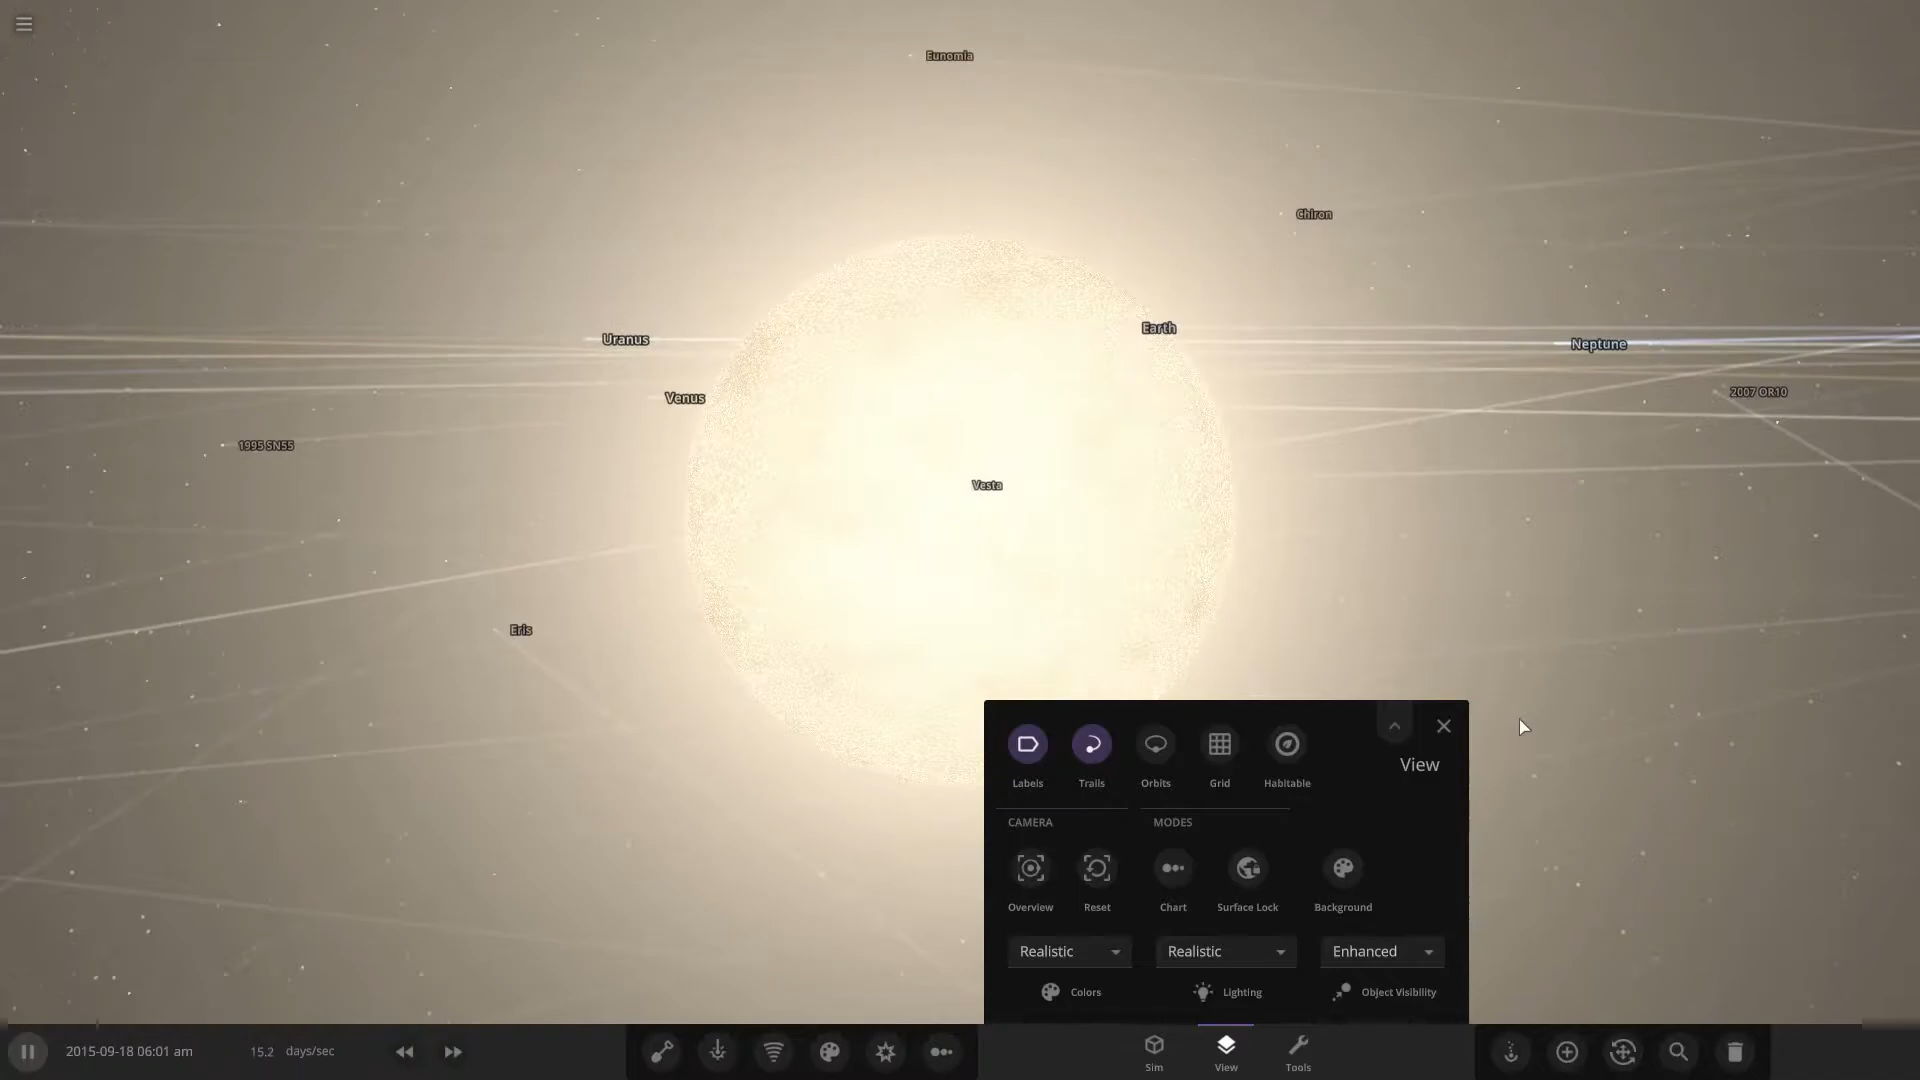 Eunomia
Chiron
Earth
Uranus
Neptune
Venus
2007 OR10
1995 SN55
Vesta
Eris
View
Labels
Trails
Orbits
Grid
Habitable
CAMERA
MODES
Overview
Reset
Chart
Surface Lock
Background
Realistic
Realistic
Enhanced
Colors
Lighting
Object Visibility
2015-09-18 06:01 am
15.2 days/sec
Sim
View
Tools